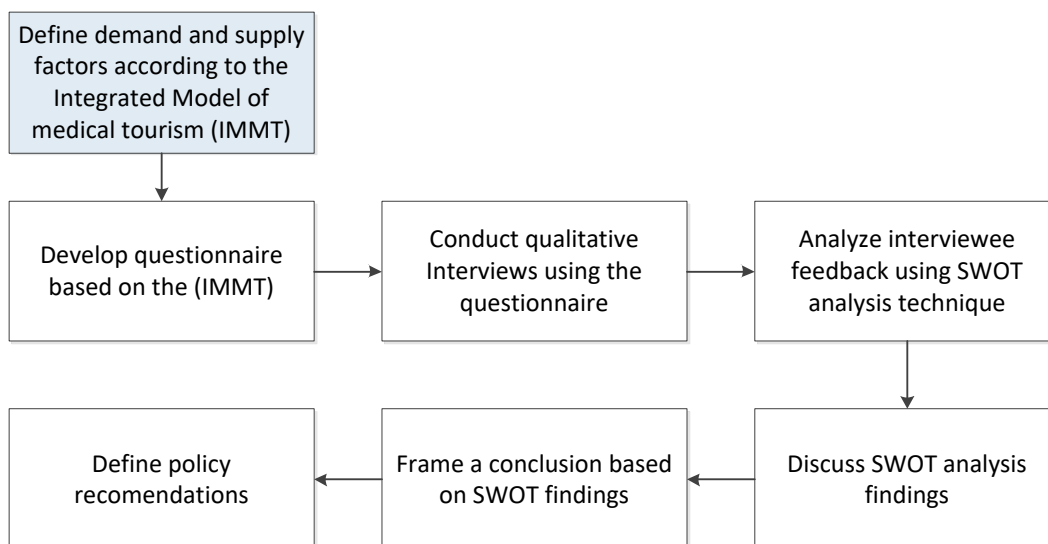 Define demand and supply
factors according to the
Integrated Model of
medical tourism (IMMT)
Develop questionnaire
based on the (IMMT)
Conduct qualitative
Interviews using the
questionnaire
Analyze interviewee
feedback using SWOT
analysis technique
Discuss SWOT analysis
findings
Frame a conclusion based
on SWOT findings
Define policy
recomendations